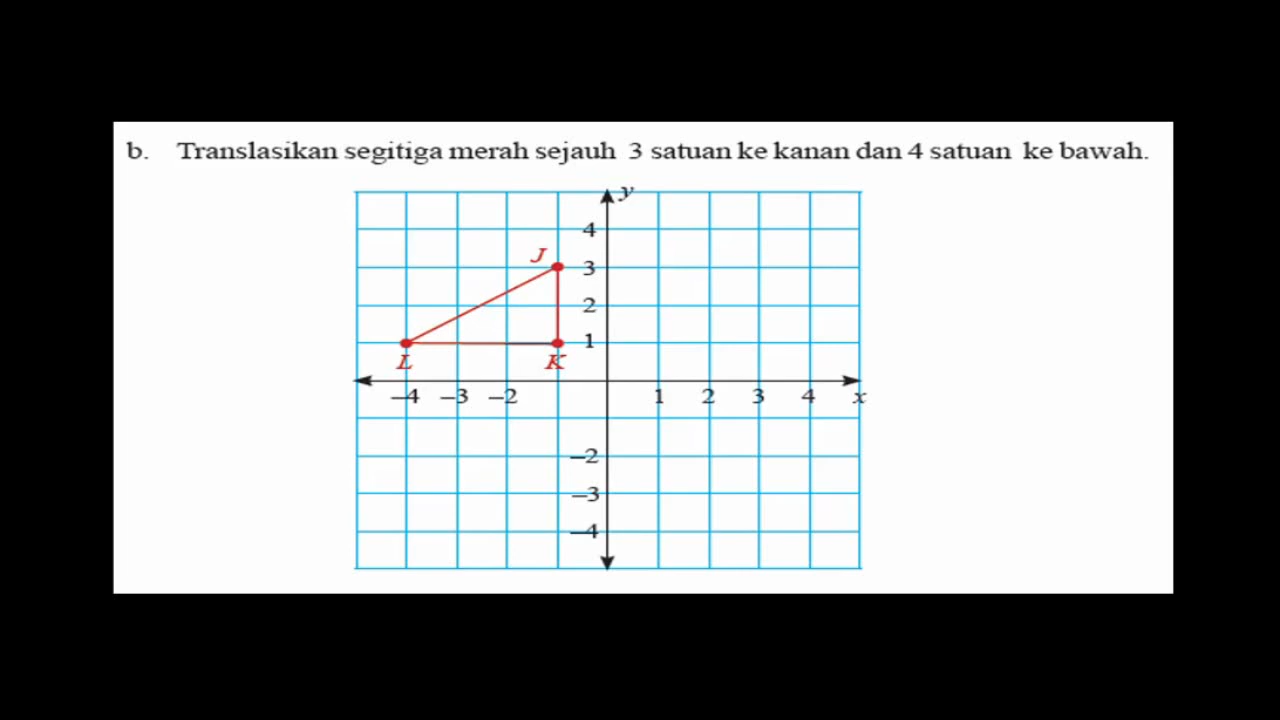 b. Translasikan segitiga merah sejauh 3 satuan ke kanan dan 4 satuan ke bawah.
y
4
J
3
2
1
L K
–4 –3 –2 1 2 3 4 x
–2
–3
–4